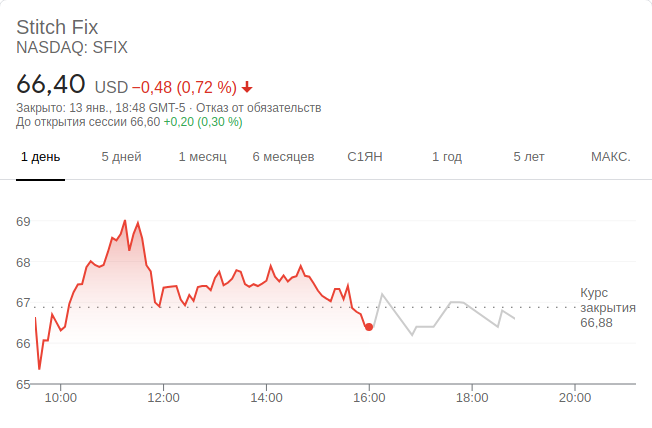 Stitch Fix
NASDAQ: SFIX
66,40 USD −0,48 (0,72 %)
Закрыто: 13 янв., 18:48 GMT-5 · Отказ от обязательств
До открытия сессии 66,60 +0,20 (0,30 %)
1 день 5 дней 1 месяц 6 месяцев С1ЯН 1 год 5 лет МАКС.
69
68
67
66
65
Курс
закрытия
66,88
10:00 12:00 14:00 16:00 18:00 20:00